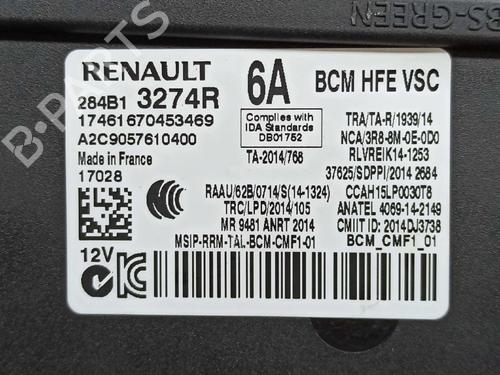 BS-GREEN
RENAULT
6A
BCM HFE VSC
284B1 3274R
17461670453469
A2C9057610400
Made in France
17028
Complies with
IDA Standards
DB01752
TA-2014/768
TRA/TA-R/1939/14
NCA/3R8-8M-0E-0D0
RLVREIK14-1253
37625/SDPPI/2014 2684
RAAU/62B/0714/S(14-1324)
CCAH15LP0030T8
TRC/LPD/2014/105
ANATEL 4069-14-2149
MR 9481 ANRT 2014
CMIIT ID: 2014DJ3738
12V
MSIP-RRM-TAL-BCM-CMF1-01
BCM_CMF1_01
B-Parts